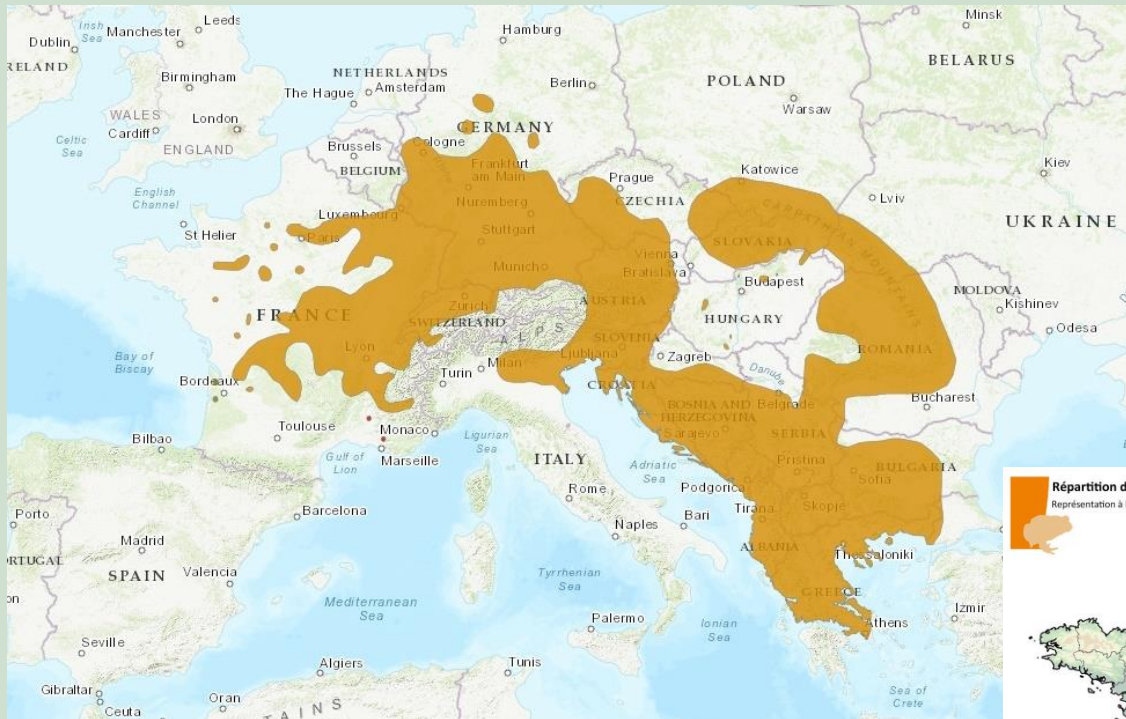 Irish
Sea
Leeds
Manchester
Dublin
RELAND
Birmingham
WALES
Cardiff
London
ENGLAND
Celtic
Sea
English
Channel
St Helier
NETHERLANDS
Amsterdam
The Hague
Brussels
BELGIUM
Hamburg
Berlin
GERMANY
Cologne
Frankfurt
am Main
Luxembourg
Nuremberg
Stuttgart
Munich
Paris
FRANCE
Zürich
SWITZERLAND
ALPS
Lyon
Milan
Turin
Bay of
Biscay
Bordeaux
Toulouse
Monaco
Marseille
Gulf of
Lion
Ligurian
Sea
Bilbao
Barcelona
Porto
Madrid
PORTUGAL
SPAIN
Valencia
Seville
Gibraltar
Ceuta
Oran
Algiers
Tunis
Mediterranean
Sea
Tyrrhenian
Sea
Palermo
ITALY
Rome
Naples
Bari
Adriatic
Sea
Ionian
Sea
Minsk
BELARUS
POLAND
Warsaw
Kiev
Lviv
UKRAINE
Katowice
Prague
CZECHIA
CARPATHIAN MOUNTAINS
SLOVAKIA
Vienna
Bratislava
Budapest
HUNGARY
AUSTRIA
SLOVENIA
Ljubljana
Zagreb
CROATIA
MOLDOVA
Kishinev
Odesa
ROMANIA
Bucharest
Danube
Belgrade
BOSNIA AND
HERZEGOVINA
Sarajevo
SERBIA
Pristina
BULGARIA
Sofia
Podgorica
Skopje
Tirana
ALBANIA
Thessaloniki
GREECE
Athens
Izmir
Sea of
Crete
Répartition d
Représentation à